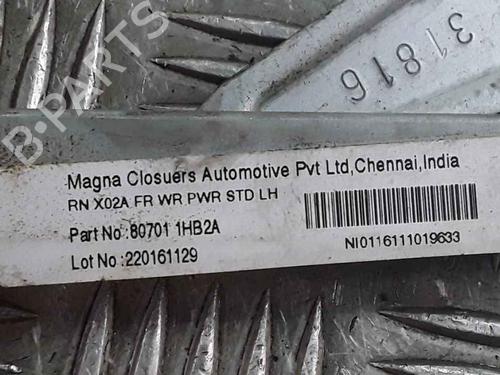 B-PARTS
31816
Magna Closuers Automotive Pvt Ltd,Chennai,India
RN X02A FR WR PWR STD LH
Part No :80701 1HB2A
Lot No :220161129
NI0116111019633